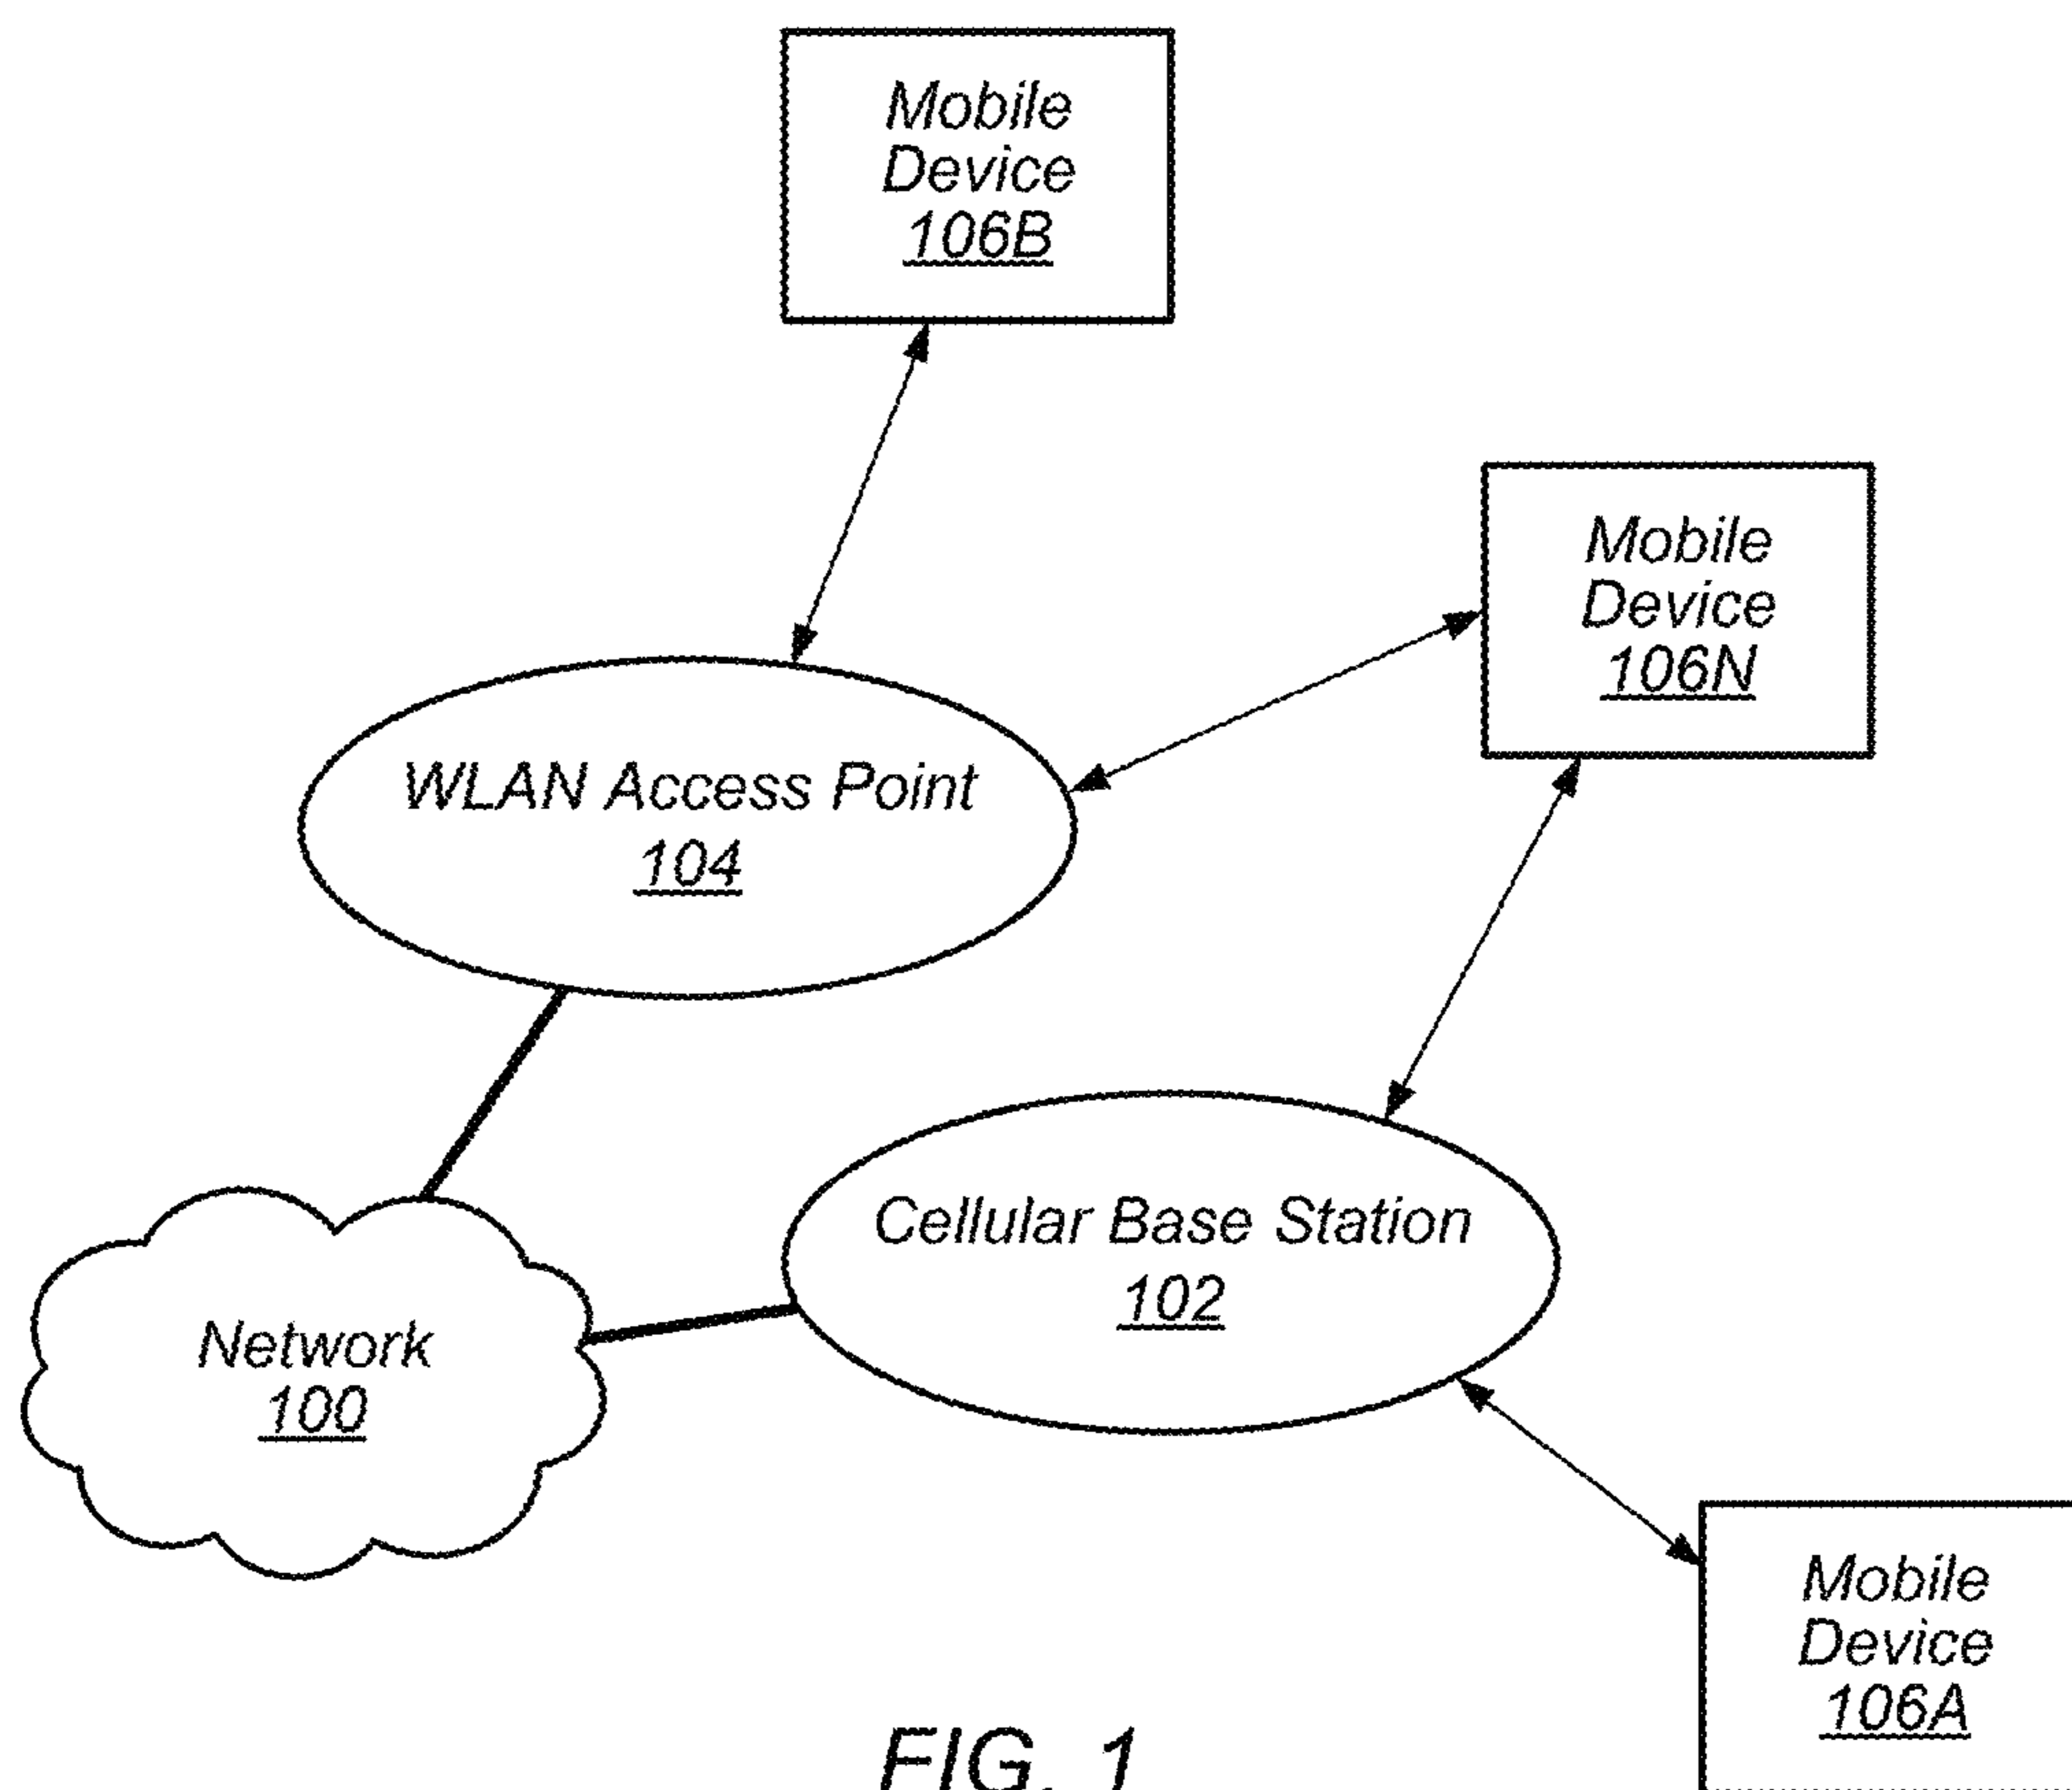 Mobile
Device
106B
Mobile
Device
106N
WLAN Access Point
104
Cellular Base Station
102
Network
100
Mobile
Device
106A
FIG. 1